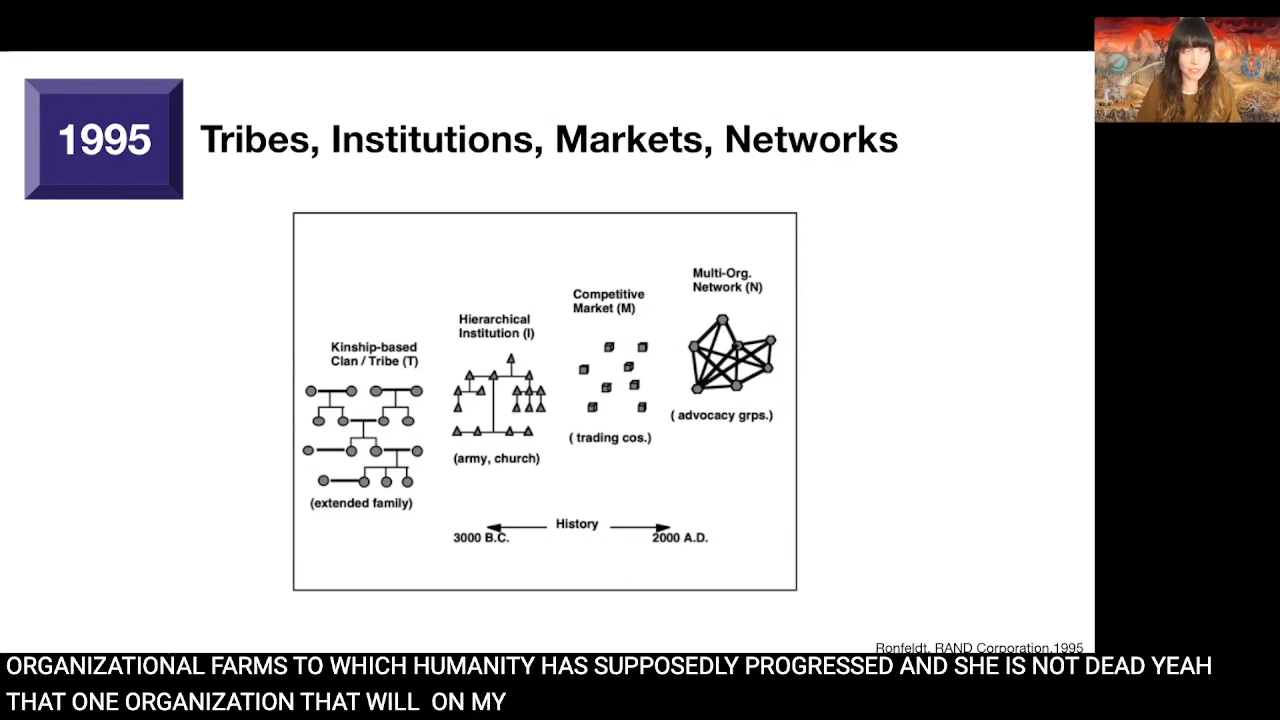 1995
Tribes, Institutions, Markets, Networks
Multi-Org.
Network (N)
Competitive
Market (M)
Hierarchical
Institution (I)
Kinship-based
Clan / Tribe (T)
( advocacy grps.)
( trading cos.)
(army, church)
(extended family)
History
3000 B.C.
2000 A.D.
Ronfeldt, RAND Corporation,1995
ORGANIZATIONAL FARMS TO WHICH HUMANITY HAS SUPPOSEDLY PROGRESSED AND SHE IS NOT DEAD YEAH
THAT ONE ORGANIZATION THAT WILL ON MY